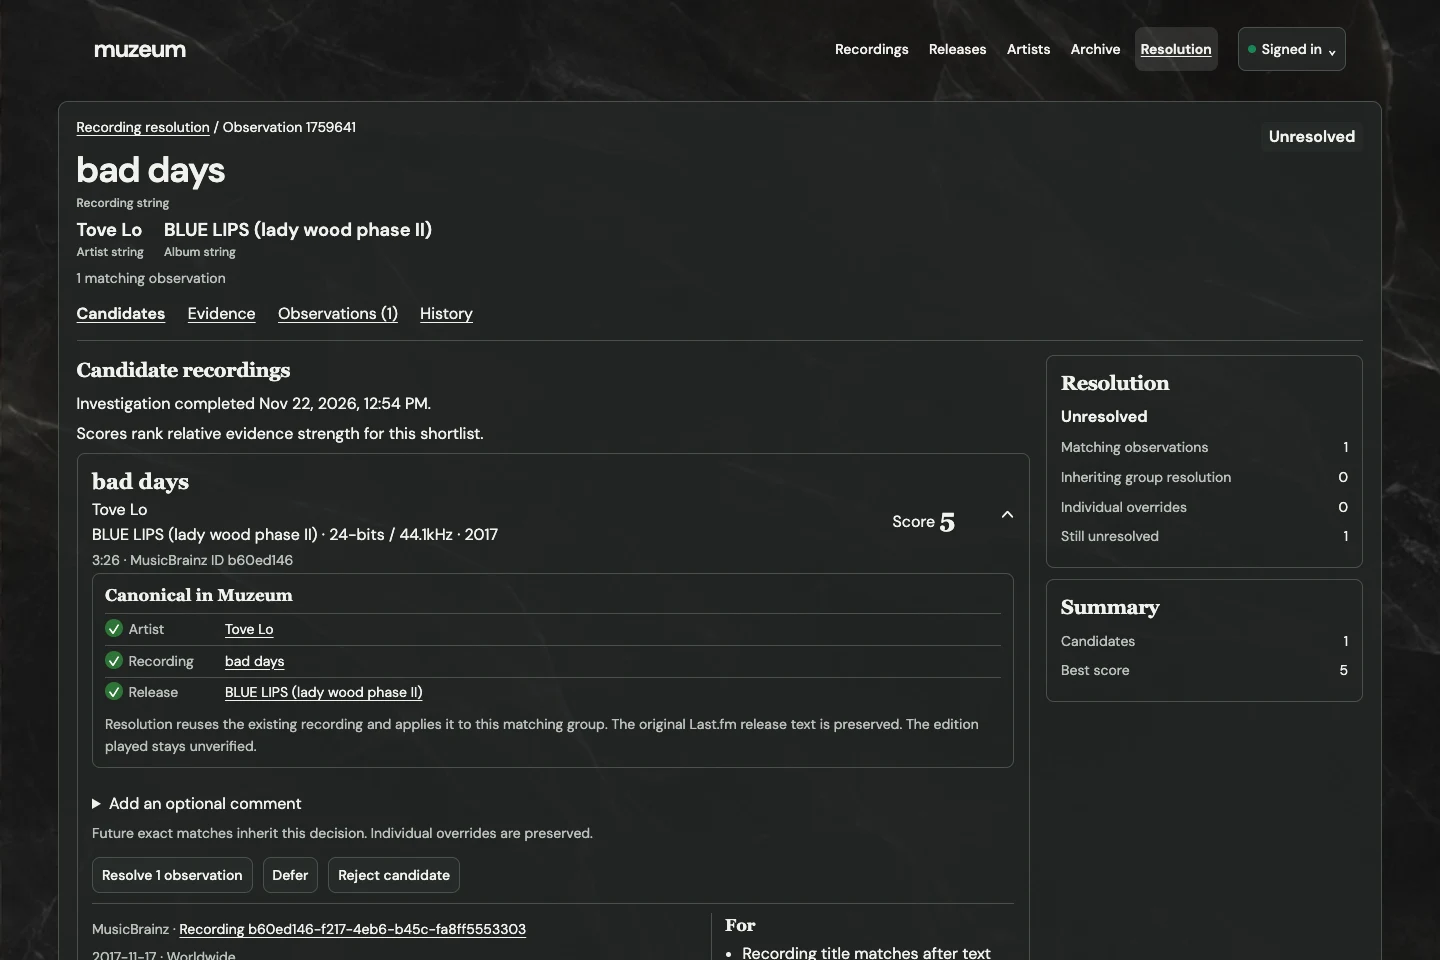 muzeum
Recordings Releases Artists Archive Resolution Signed in
Recording resolution / Observation 1759641
Unresolved
bad days
Recording string
Tove Lo BLUE LIPS (lady wood phase II)
Artist string Album string
1 matching observation
Candidates Evidence Observations (1) History
Candidate recordings
Investigation completed Nov 22, 2026, 12:54 PM.
Scores rank relative evidence strength for this shortlist.
bad days
Tove Lo
BLUE LIPS (lady wood phase II) · 24-bits / 44.1kHz · 2017
3:26 · MusicBrainz ID b60ed146
Score 5
Canonical in Muzeum
Artist Tove Lo
Recording bad days
Release BLUE LIPS (lady wood phase II)
Resolution reuses the existing recording and applies it to this matching group. The original Last.fm release text is preserved. The edition
played stays unverified.
Add an optional comment
Future exact matches inherit this decision. Individual overrides are preserved.
Resolve 1 observation Defer Reject candidate
MusicBrainz · Recording b60ed146-f217-4eb6-b45c-fa8ff5553303
2017-11-17 · Worldwide
For
• Recording title matches after text
Resolution
Unresolved
Matching observations 1
Inheriting group resolution 0
Individual overrides 0
Still unresolved 1
Summary
Candidates 1
Best score 5